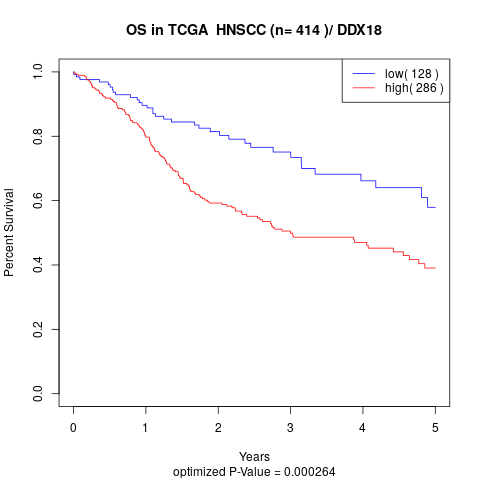 OS in TCGA  HNSCC (n= 414 )/ DDX18
low( 128 )
high( 286 )
Percent Survival
1.0
0.8
0.6
0.4
0.2
0.0
0 1 2 3 4 5
Years
optimized P-Value = 0.000264